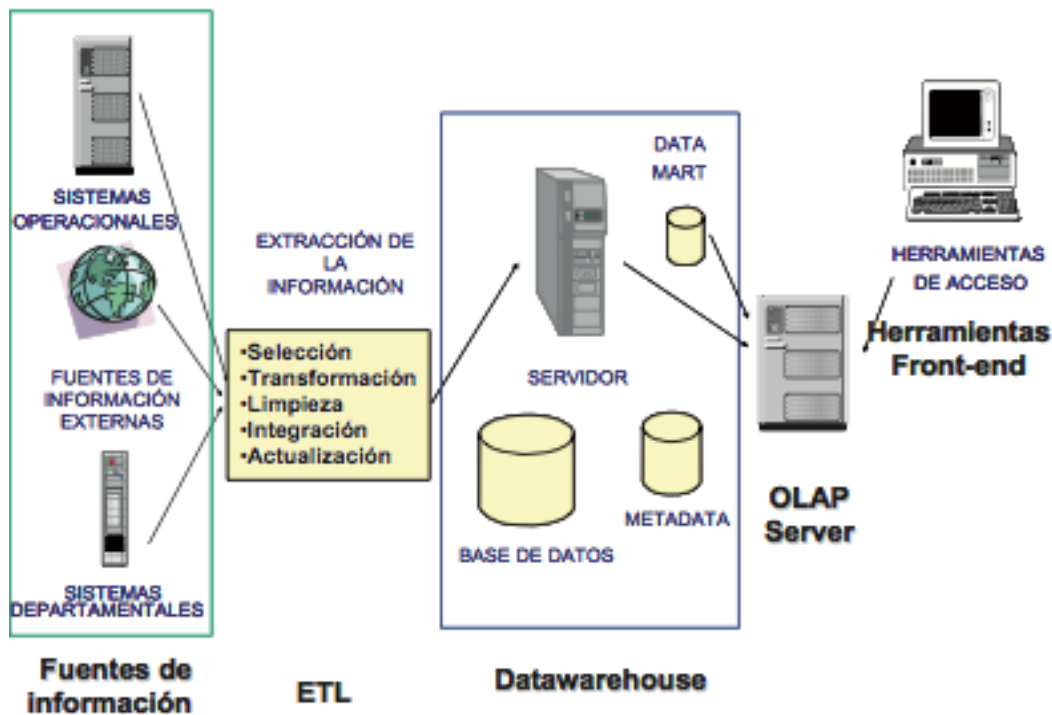 SISTEMAS
OPERACIONALES
FUENTES DE
INFORMACIÓN
EXTERNAS
SISTEMAS
DEPARTAMENTALES
Fuentes de
información
EXTRACCIÓN DE
LA
INFORMACIÓN
•Selección
•Transformación
•Limpieza
•Integración
•Actualización
ETL
DATA
MART
SERVIDOR
BASE DE DATOS
METADATA
Datawarehouse
OLAP
Server
HERRAMIENTAS
DE ACCESO
Herramientas
Front-end